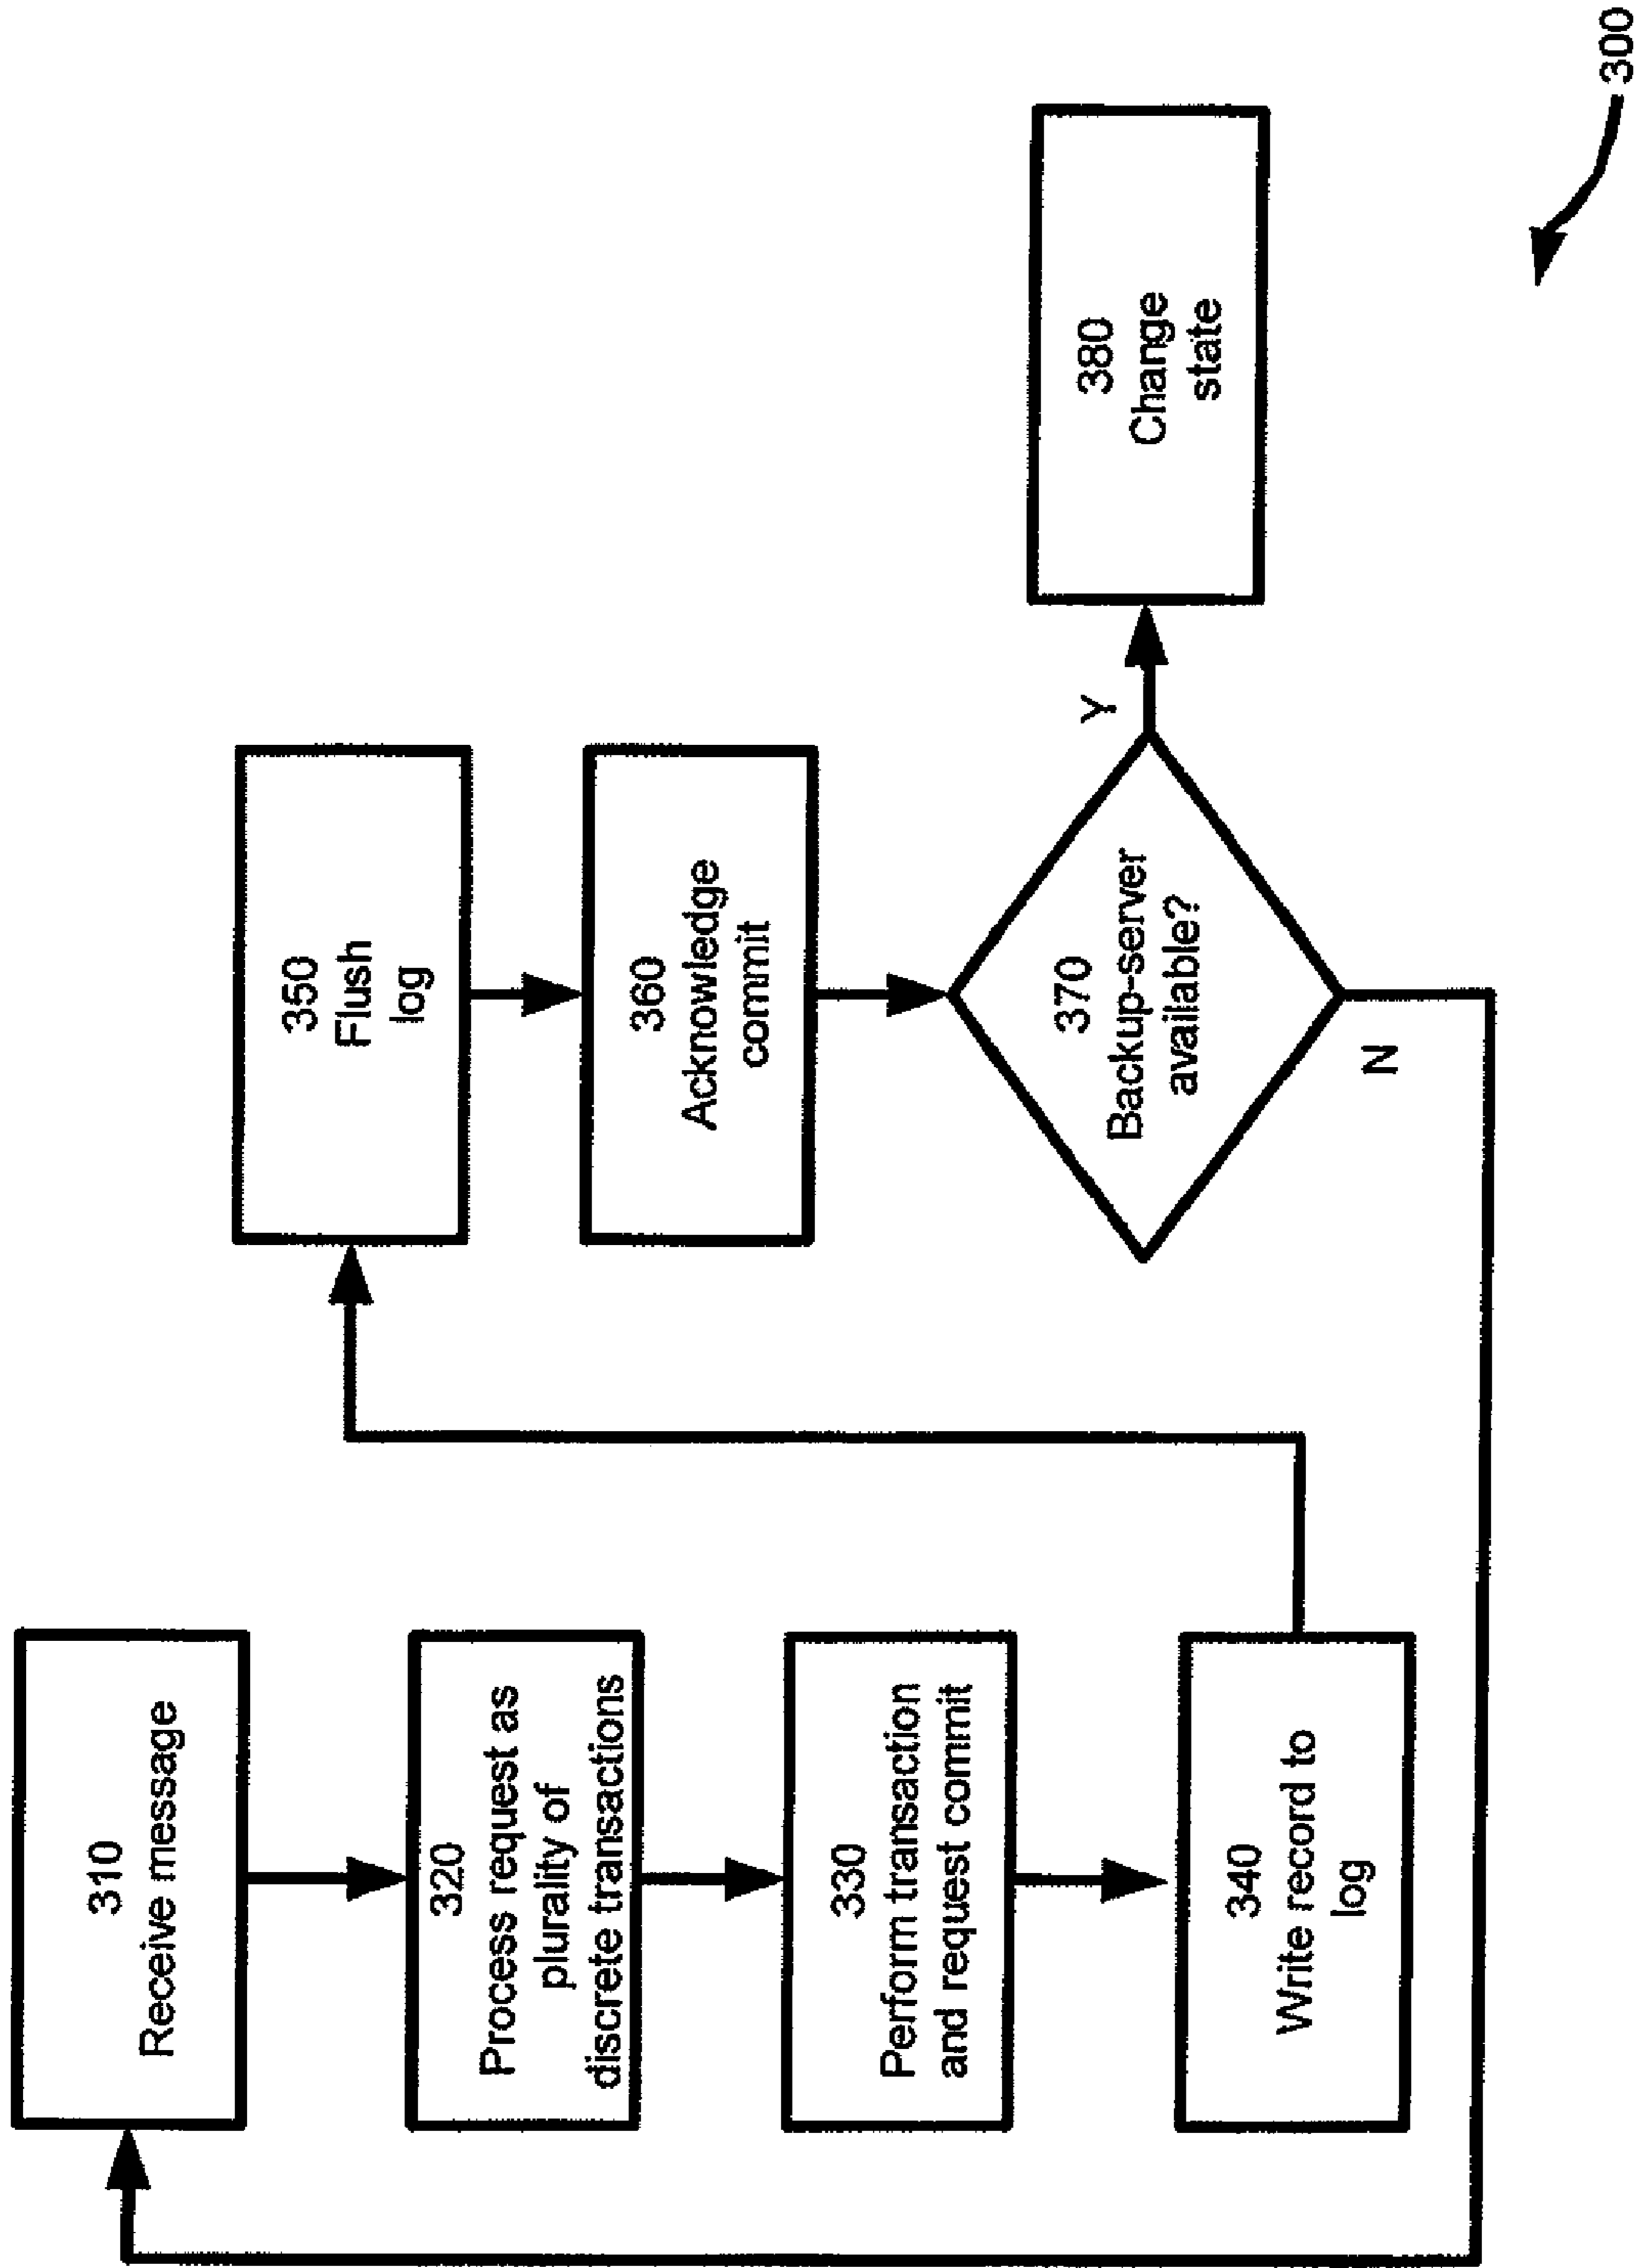 310
Receive message
320
Process request as
plurality of
discrete transactions
330
Perform transaction
and request commit
340
Write record to
log
350
Flush
log
360
Acknowledge
commit
370
Backup-server
available?
Y
N
380
Change
state
300